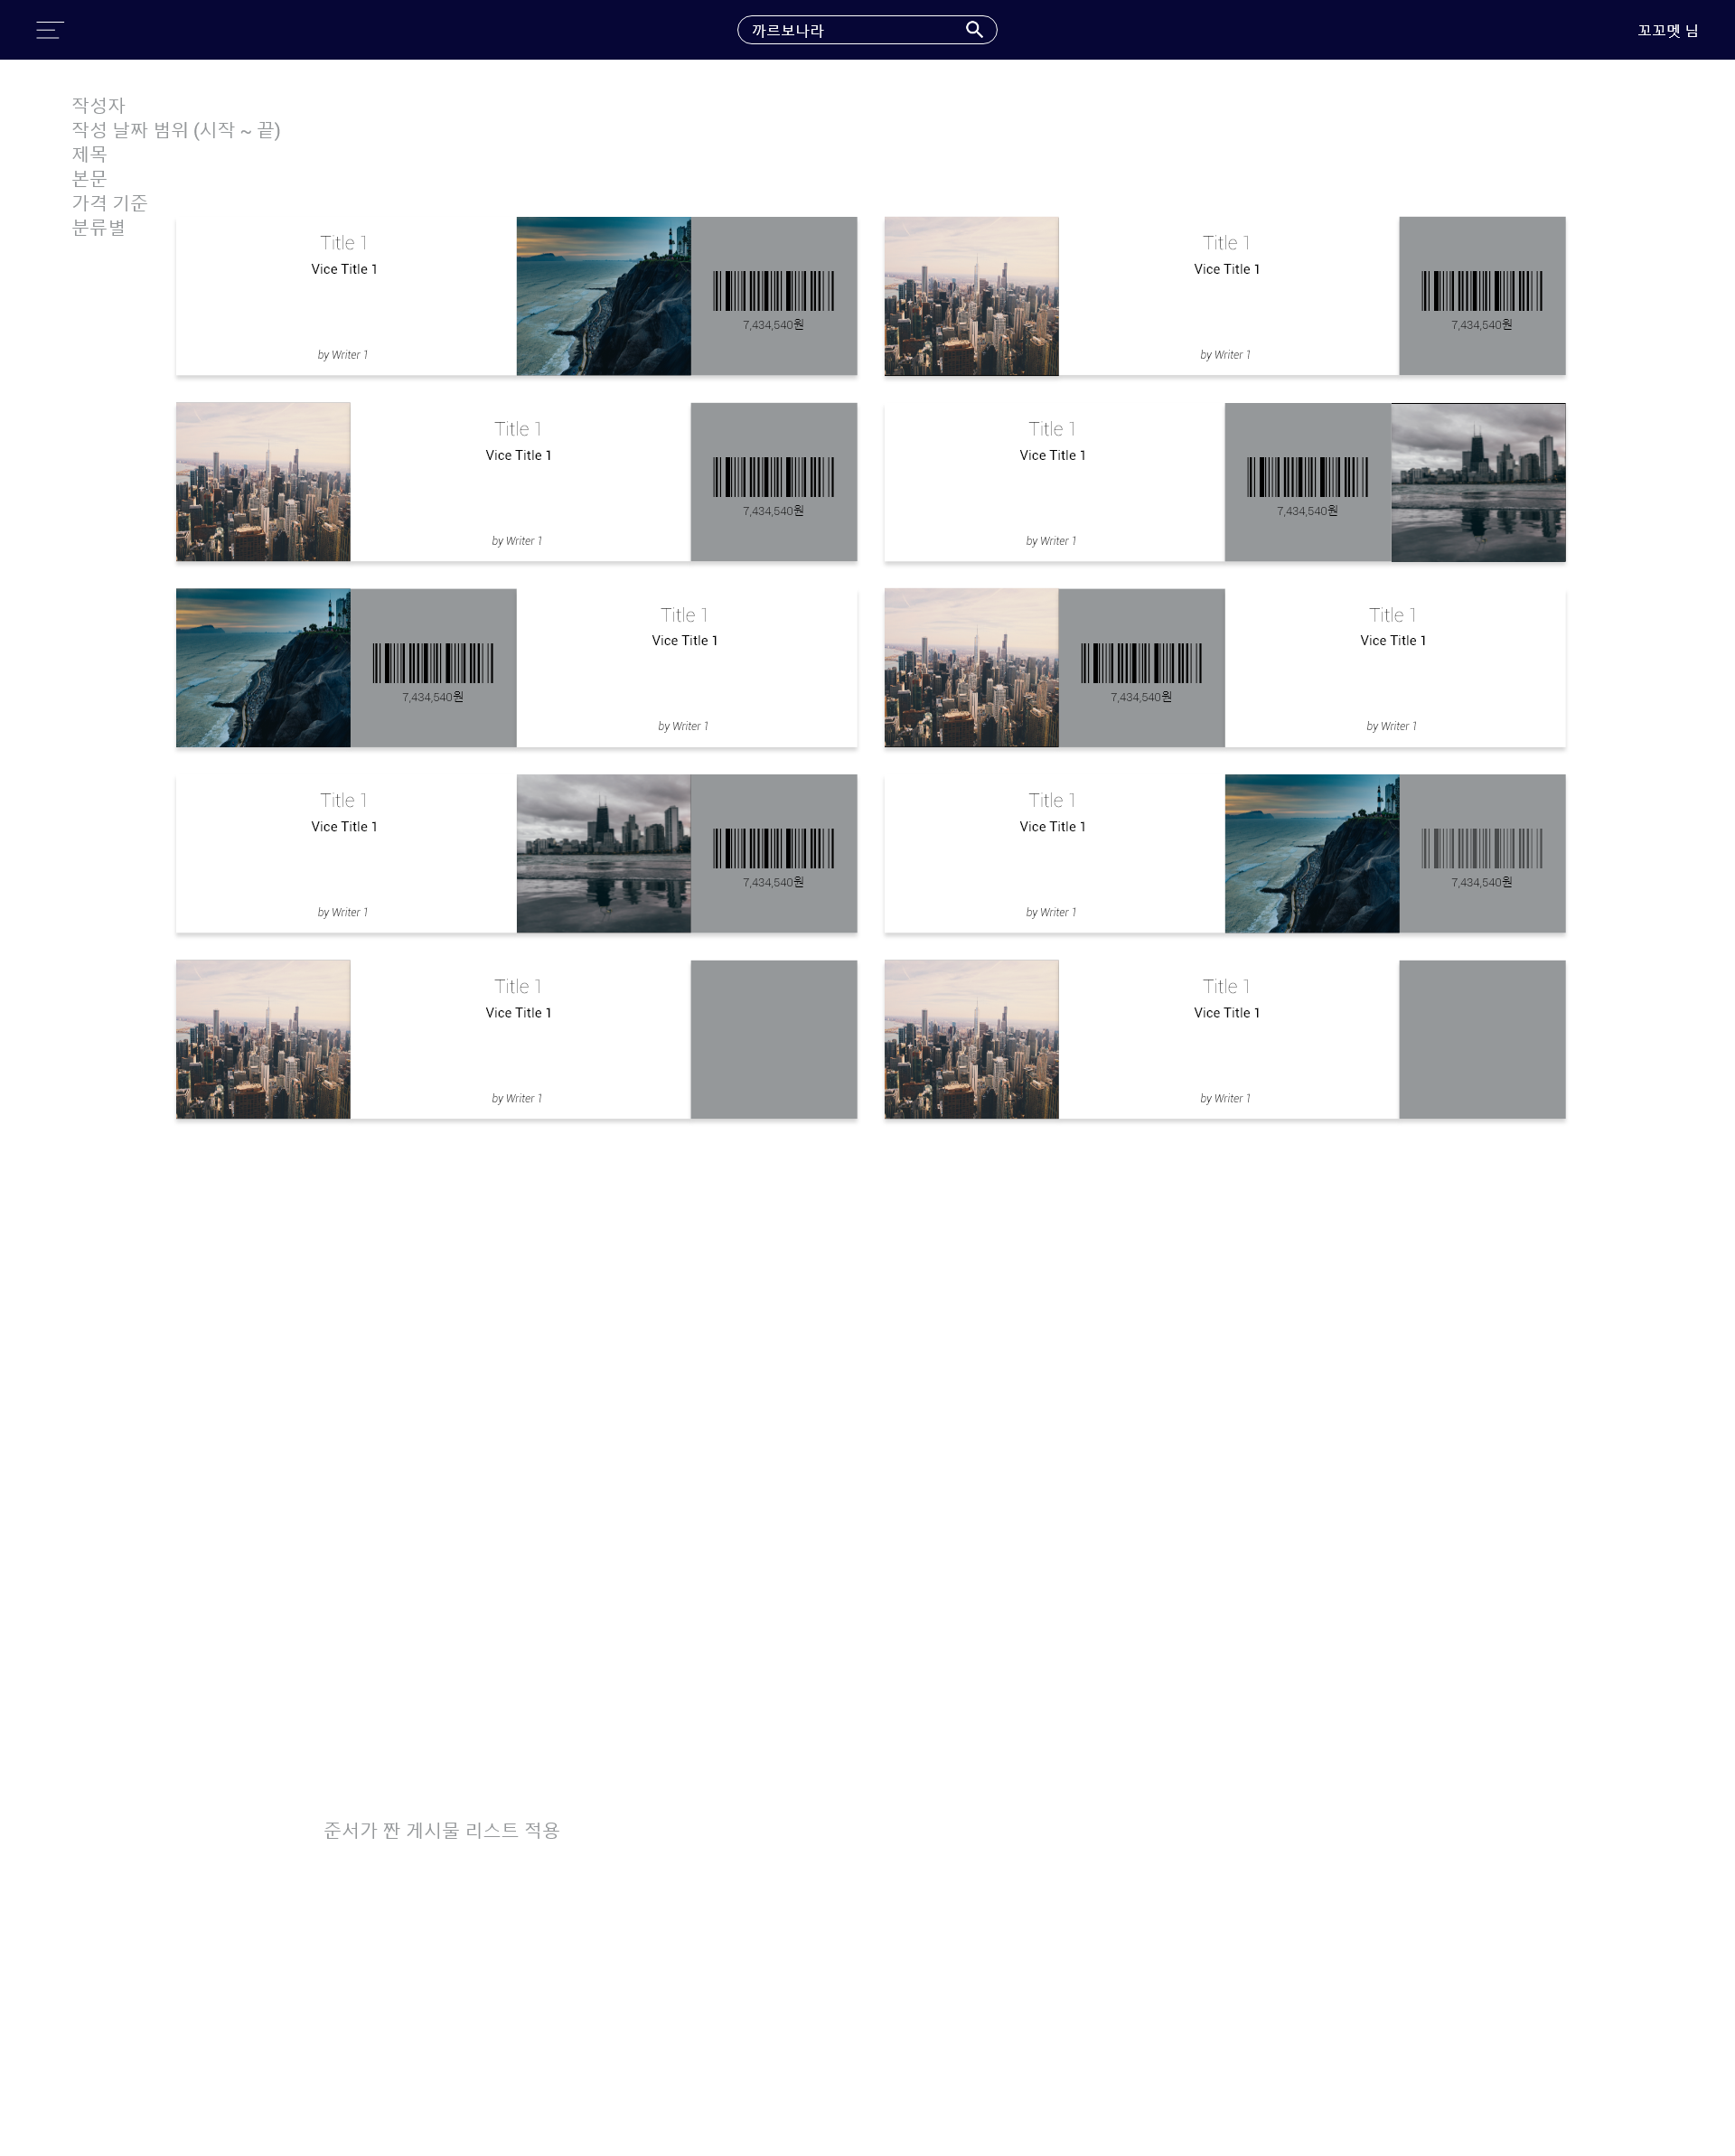 까르보나라
꼬꼬멧 님
작성자
작성 날짜 범위 (시작 ~ 끝)
제목
본문
가격 기준
분류별
Title 1
Vice Title 1
by Writer 1
7,434,540원
Title 1
Vice Title 1
by Writer 1
7,434,540원
Title 1
Vice Title 1
by Writer 1
7,434,540원
Title 1
Vice Title 1
by Writer 1
7,434,540원
7,434,540원
Title 1
Vice Title 1
by Writer 1
7,434,540원
Title 1
Vice Title 1
by Writer 1
Title 1
Vice Title 1
by Writer 1
7,434,540원
Title 1
Vice Title 1
by Writer 1
7,434,540원
Title 1
Vice Title 1
by Writer 1
Title 1
Vice Title 1
by Writer 1
준서가 짠 게시물 리스트 적용